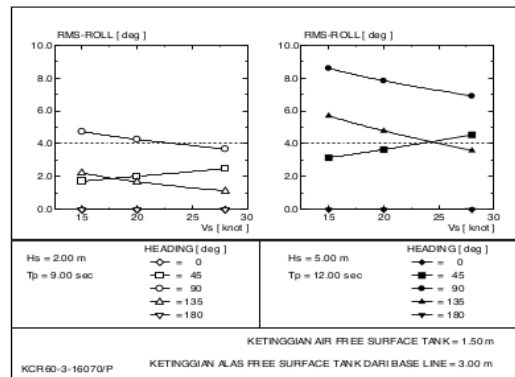 RMS-ROLL [ deg ]
10.0
8.0
6.0
4.0
2.0
0.0
15 20 25 30
Vs [ knot ]
RMS-ROLL [ deg ]
10.0
8.0
6.0
4.0
2.0
0.0
15 20 25 30
Vs [ knot ]
Hs = 2.00 m
Tp = 9.00 sec
HEADING [ deg ]
= 0
= 45
= 90
= 135
= 180
Hs = 5.00 m
Tp = 12.00 sec
HEADING [ deg ]
= 0
= 45
= 90
= 135
= 180
KETINGGIAN AIR FREE SURFACE TANK = 1.50 m
KCR60-3-16070/P
KETINGGIAN ALAS FREE SURFACE TANK DARI BASE LINE = 3.00 m